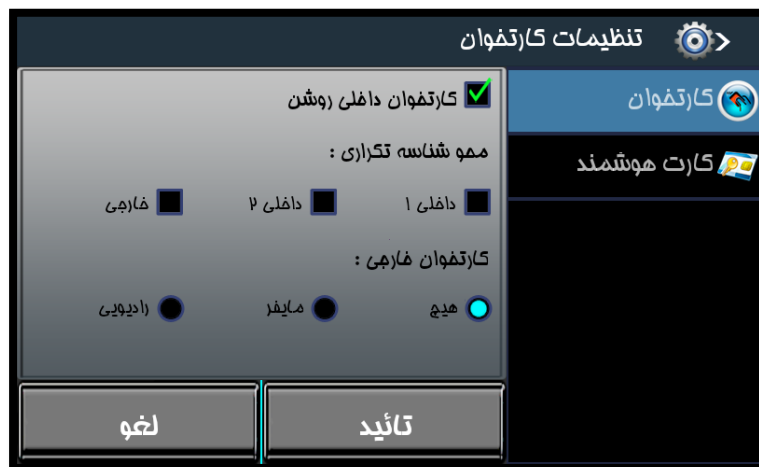 تنظیمات کارتخوان
کارتخوان
کارت هوشمند
کارتخوان داخلی روشن
محو شناسه تکراری :
داخلی ۱ داخلی ۲ خارجی
کارتخوان خارجی :
هیچ مایفر رادیویی
تائید لغو